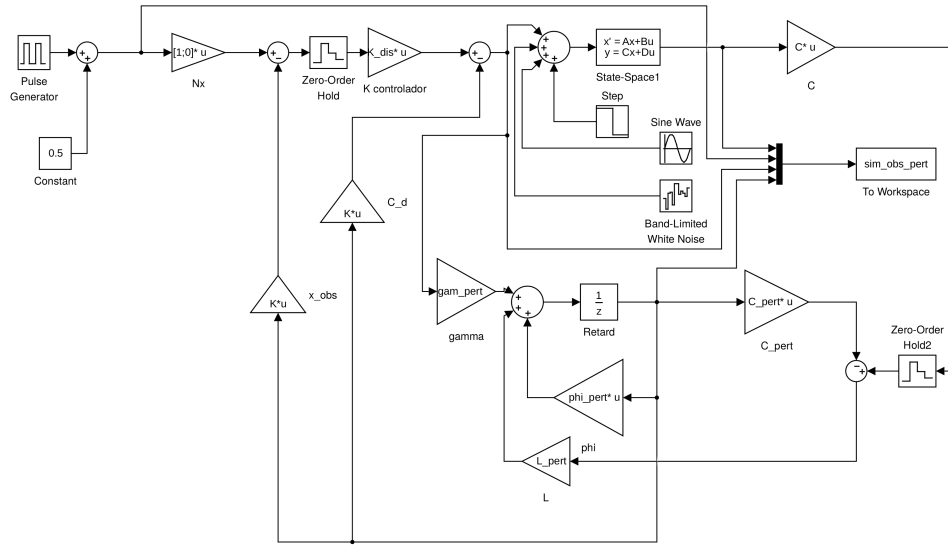 Pulse
Generator
0.5
Constant
[1;0]* u
Nx
Zero-Order
Hold
K_dis* u
K controlador
x' = Ax+Bu
y = Cx+Du
State-Space1
Step
Sine Wave
Band-Limited
White Noise
C* u
C
sim_obs_pert
To Workspace
K*u
C_d
K*u
x_obs
gam_pert
gamma
1
z
Retard
C_pert* u
C_pert
Zero-Order
Hold2
phi_pert* u
phi
L_pert
L